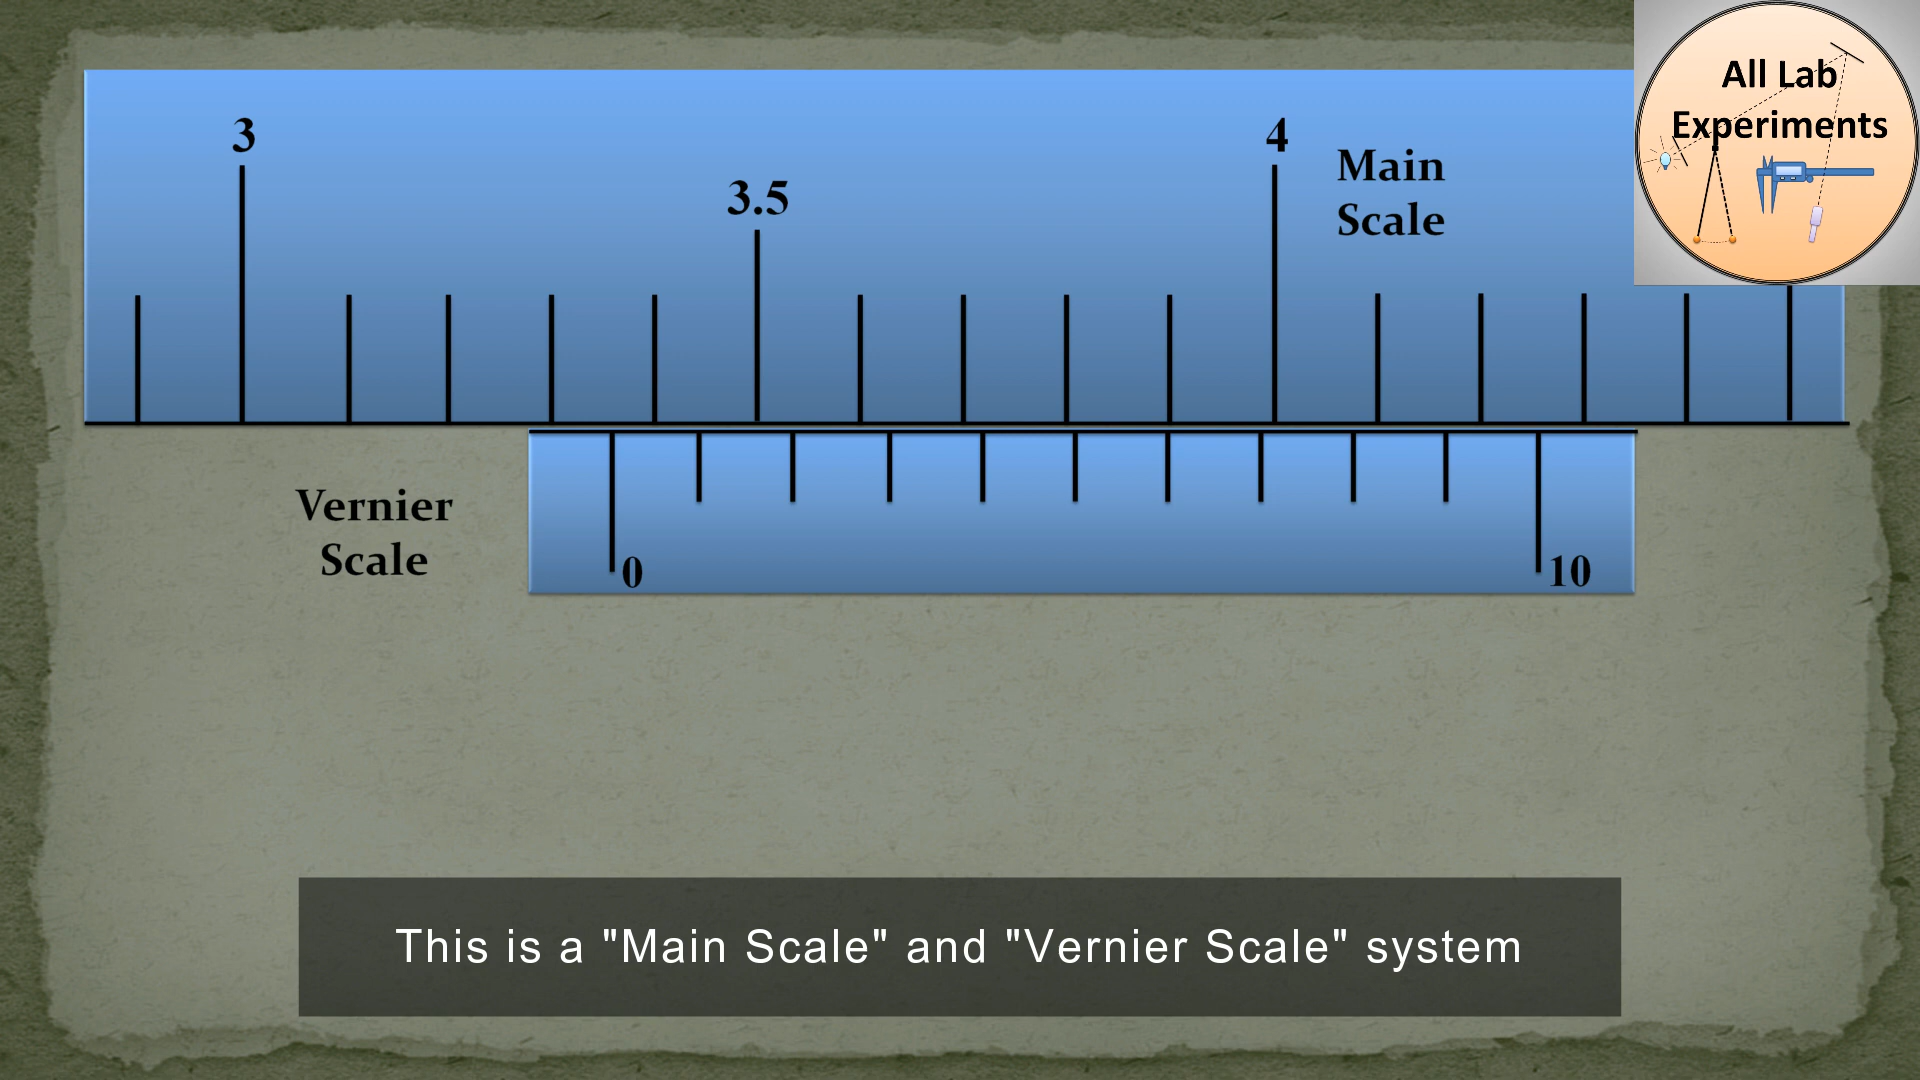 All Lab
Experiments
3
3.5
4
Main
Scale
Vernier
Scale
0
10
This is a "Main Scale" and "Vernier Scale" system